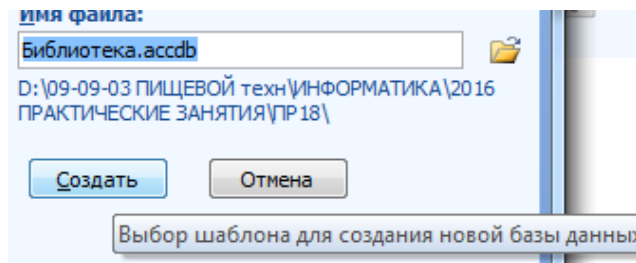 Имя файла:
Библиотека.accdb
D:\09-09-03 ПИЩЕВОЙ техн\ИНФОРМАТИКА\2016
ПРАКТИЧЕСКИЕ ЗАНЯТИЯ\ПР18\
Создать Отмена
Выбор шаблона для создания новой базы данных